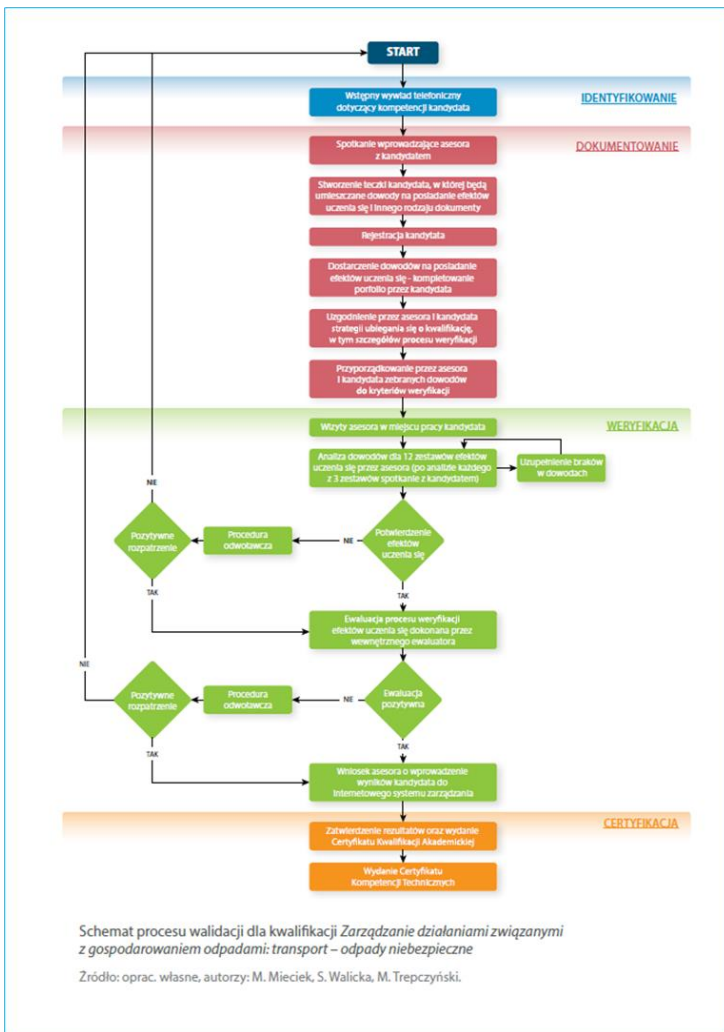 START
IDENTYFIKOWANIE
Wstępny wywiad telefoniczny
dotyczący kompetencji kandydata
DOKUMENTOWANIE
Spotkanie wprowadzające asesora
z kandydatem
Stworzenie teczki kandydata, w której będą
umieszczane dowody na posiadanie efektów
uczenia się i innego rodzaju dokumenty
Rejestracja kandytata
Dostarczenie dowodów na posiadanie
efektów uczenia się - kompletowanie
porfolio przez kandydata
Uzgodnienie przez asesora i kandydata
strategii ubiegania się o kwalifikację,
w tym szczegółów procesu weryfikacji
Przyporządkowanie przez asesora
i kandydata zebranych dowodów
do kryteriów weryfikacji
WERYFIKACJA
Wizyty asesora w miejscu pracy kandydata
Analiza dowodów dla 12 zestawów efektów
uczenia się przez asesora (po analizie każdego
z 3 zestawów spotkanie z kandydatem)
Uzupełnienie braków
w dowodach
NIE
Pozytywne
rozpatrzenie
Procedura
odwoławcza
NIE
Potwierdzenie
efektów
uczenia się
TAK
TAK
Ewaluacja procesu weryfikacji
efektów uczenia się dokonana przez
wewnętrznego ewaluatora
NIE
Pozytywne
rozpatrzenie
Procedura
odwoławcza
NIE
Ewaluacja
pozytywna
TAK
TAK
Wniosek asesora o wprowadzenie
wyników kandydata do
Internetowego systemu zarządzania
CERTYFIKACJA
Zatwierdzenie rezultatów oraz wydanie
Certyfikatu Kwalifikacji Akademickiej
Wydanie Certyfikatu
Kompetencji Technicznych
Schemat procesu walidacji dla kwalifikacji Zarządzanie działaniami związanymi
z gospodarowaniem odpadami: transport – odpady niebezpieczne
Źródło: oprac. własne, autorzy: M. Mieciek, S. Walicka, M. Trepczyński.